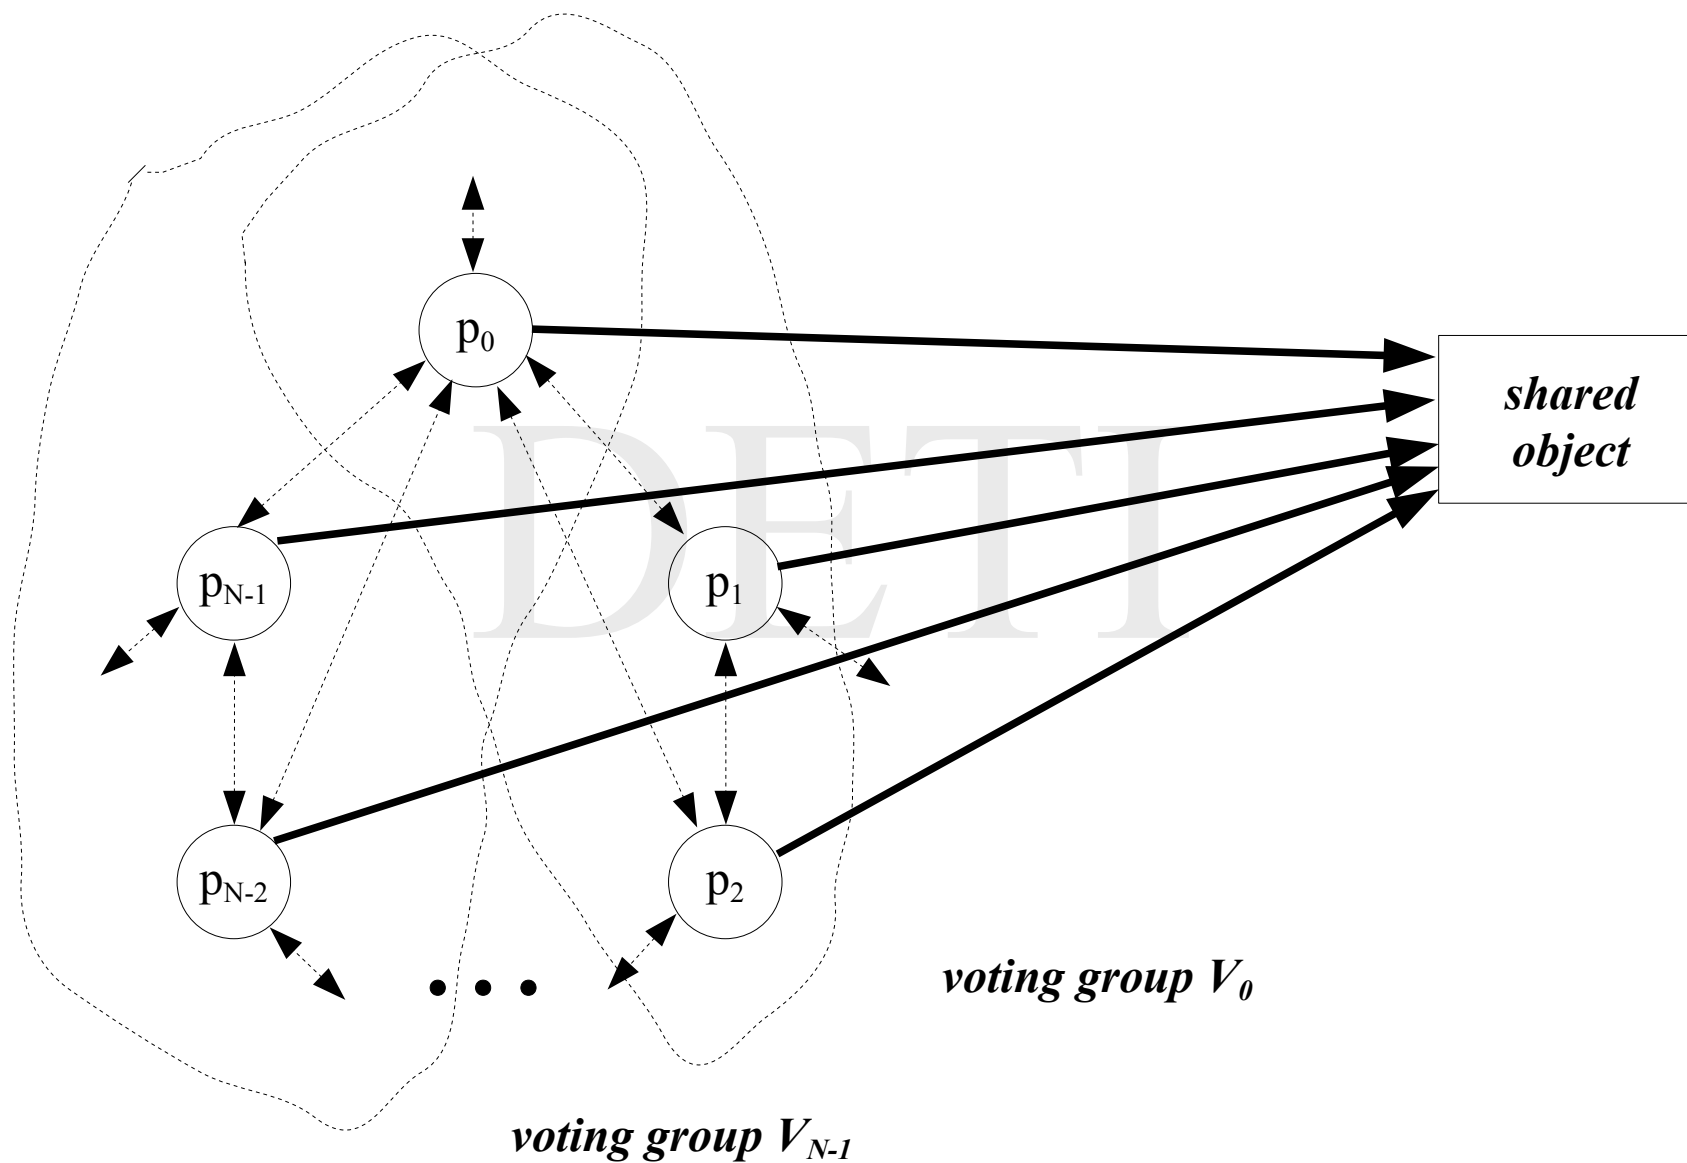 p0
shared
object
DETI
pN-1
p1
pN-2
p2
voting group V0
voting group VN-1